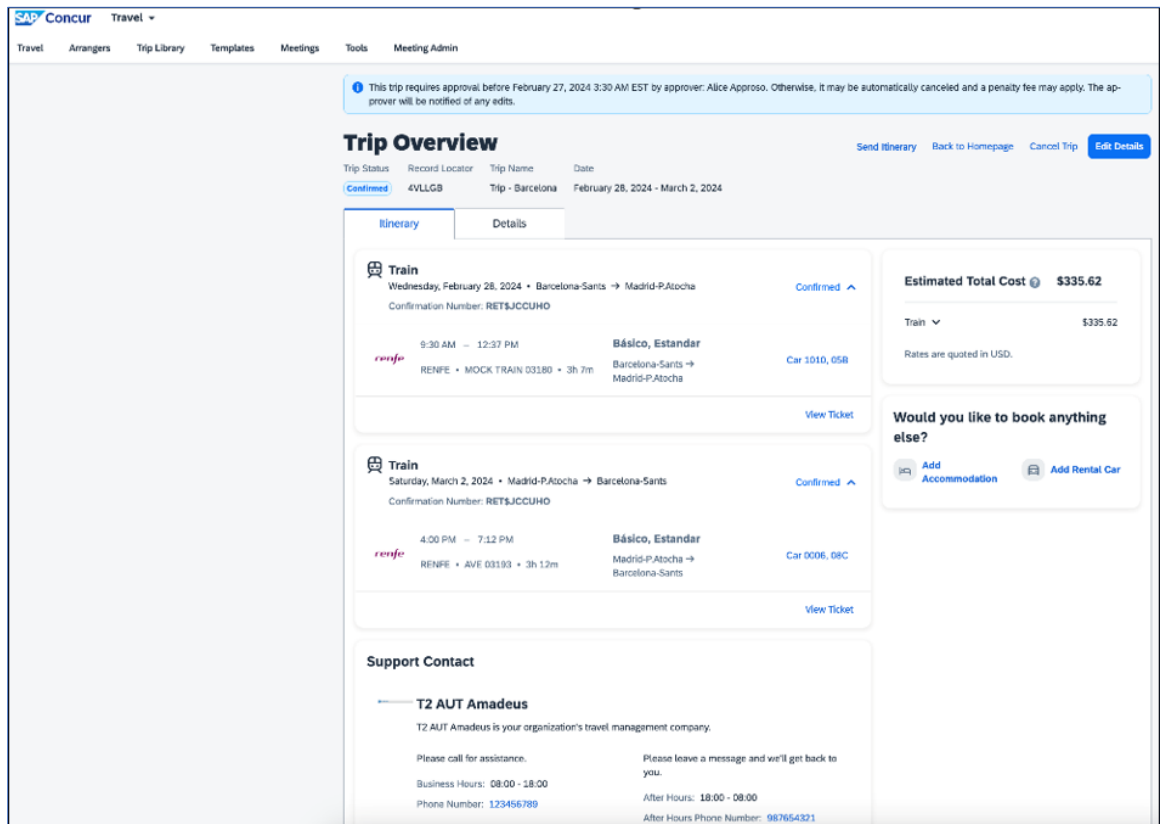 SAP Concur Travel
Travel Arrangers Trip Library Templates Meetings Tools Meeting Admin
This trip requires approval before February 27, 2024 3:30 AM EST by approver: Alice Approso. Otherwise, it may be automatically canceled and a penalty fee may apply. The ap-
prover will be notified of any edits.
Trip Overview
Send Itinerary Back to Homepage Cancel Trip Edit Details
Trip Status Record Locator Trip Name Date
Confirmed 4VLLGB Trip - Barcelona February 28, 2024 - March 2, 2024
Itinerary Details
Train
Wednesday, February 28, 2024 • Barcelona-Sants → Madrid-P.Atocha
Confirmed
Confirmation Number: RET$JCCUHO
renfe
9:30 AM – 12:37 PM
RENFE • MOCK TRAIN 03180 • 3h 7m
Básico, Estandar
Barcelona-Sants →
Madrid-P.Atocha
Car 1010, 05B
View Ticket
Train
Saturday, March 2, 2024 • Madrid-P.Atocha → Barcelona-Sants
Confirmed
Confirmation Number: RET$JCCUHO
renfe
4:00 PM – 7:12 PM
RENFE • AVE 03193 • 3h 12m
Básico, Estandar
Madrid-P.Atocha →
Barcelona-Sants
Car 0006, 08C
View Ticket
Support Contact
T2 AUT Amadeus
T2 AUT Amadeus is your organization's travel management company.
Please call for assistance.
Business Hours: 08:00 - 18:00
Phone Number: 123456789
Please leave a message and we'll get back to
you.
After Hours: 18:00 - 08:00
After Hours Phone Number: 987654321
Estimated Total Cost $335.62
Train $335.62
Rates are quoted in USD.
Would you like to book anything
else?
Add
Accommodation
Add Rental Car